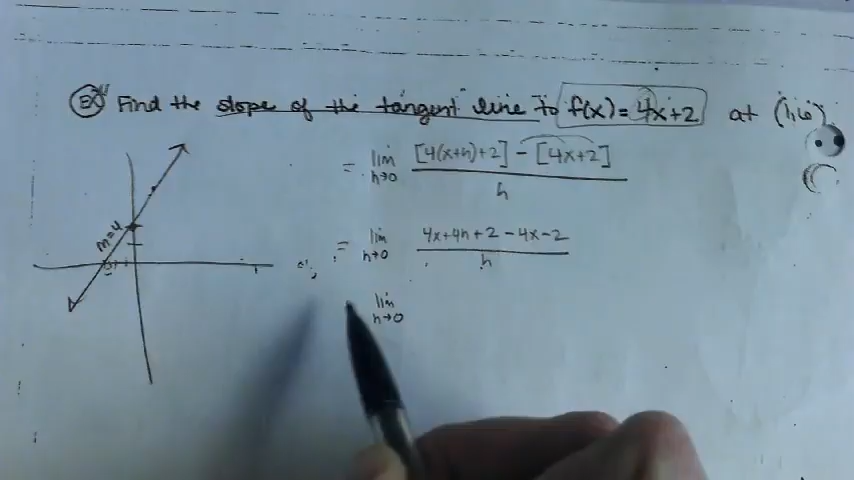 EX Find the slope of the "tangent" line to f(x) = 4x+2 at (1,6)
= lim h→0 [4(x+h)+2] - [4x+2] / h
m=4
= lim h→0 4x+4h+2-4x-2 / h
lim h→0